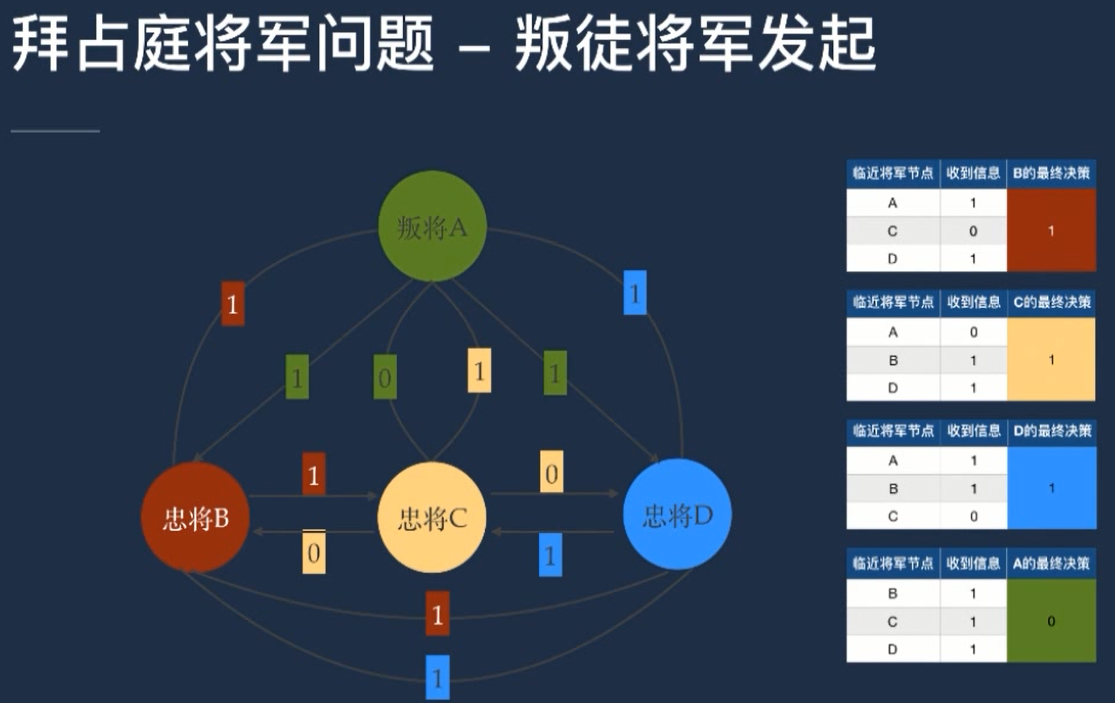 拜占庭将军问题 – 叛徒将军发起
叛将A
1
1
1
0
1
1
忠将B
忠将C
忠将D
1
0
0
1
1
1
临近将军节点 收到信息 B的最终决策
A 1
C 0 1
D 1
临近将军节点 收到信息 C的最终决策
A 0
B 1 1
D 1
临近将军节点 收到信息 D的最终决策
A 1
B 1 1
C 0
临近将军节点 收到信息 A的最终决策
B 1
C 1 0
D 1